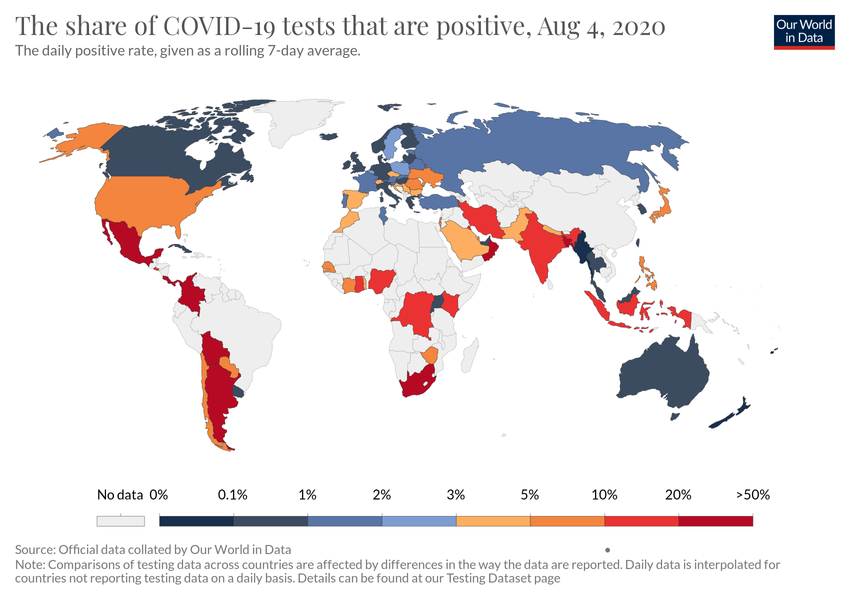 The share of COVID-19 tests that are positive, Aug 4, 2020
Our World
in Data
The daily positive rate, given as a rolling 7-day average.
No data 0% 0.1% 1% 2% 3% 5% 10% 20% >50%
Source: Official data collated by Our World in Data
Note: Comparisons of testing data across countries are affected by differences in the way the data are reported. Daily data is interpolated for
countries not reporting testing data on a daily basis. Details can be found at our Testing Dataset page